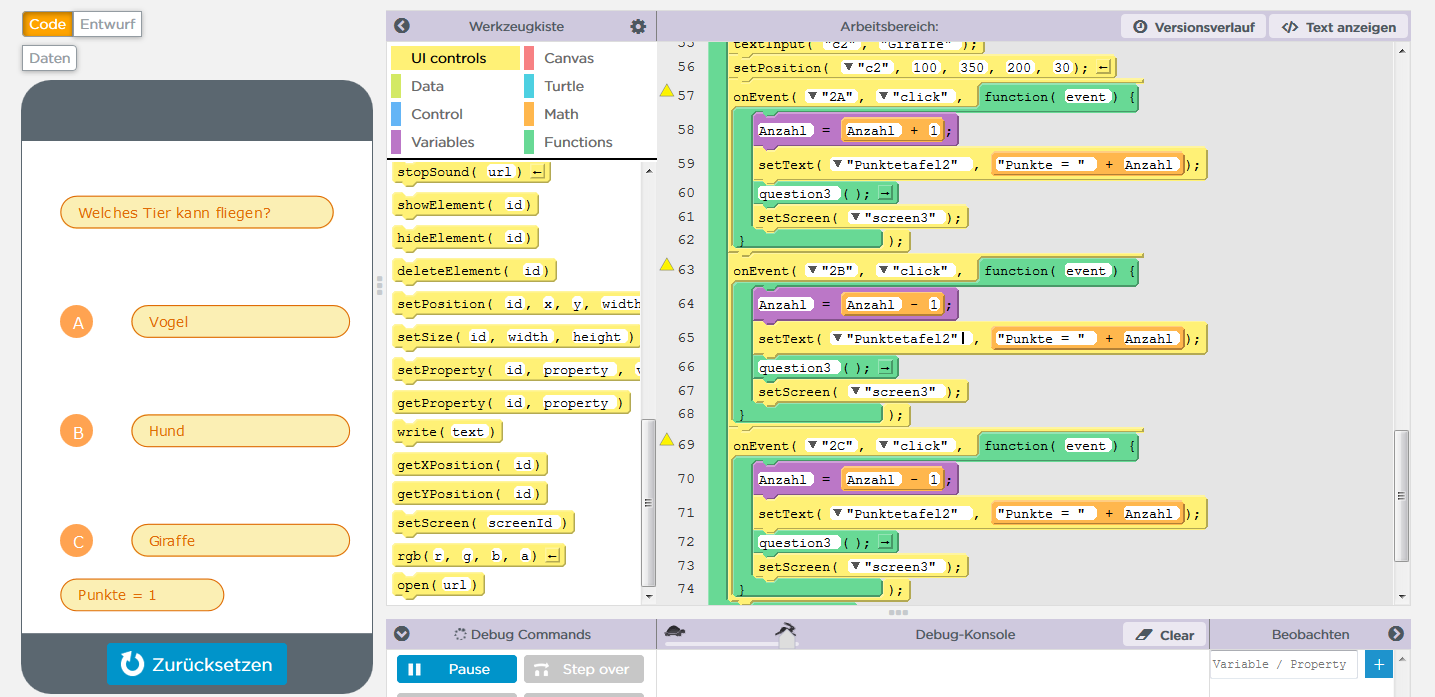 Code Entwurf
Daten
Welches Tier kann fliegen?
A Vogel
B Hund
C Giraffe
Punkte = 1
Zurücksetzen
Werkzeugkiste
UI controls Canvas
Data Turtle
Control Math
Variables Functions
stopSound( url ) ←
showElement( id)
hideElement( id)
deleteElement( id)
setPosition( id, x, y, width
setSize( id, width, height )
setProperty( id, property ,
getProperty( id, property )
write( text )
getXPosition( id)
getYPosition( id)
setScreen( screenId )
rgb( r, g, b, a) ←
open( url )
Arbeitsbereich: Versionsverlauf </> Text anzeigen
55 textInput( "c2", "Giraffe" );
56 setPosition( ▼"c2", 100, 350, 200, 30); ←
57 onEvent( ▼"2A", ▼"click", function( event ) {
58 Anzahl = Anzahl + 1;
59 setText( ▼"Punktetafel2" , "Punkte = " + Anzahl );
60 question3 ( ); →
61 setScreen( ▼"screen3" );
62 } );
63 onEvent( ▼"2B", ▼"click", function( event ) {
64 Anzahl = Anzahl - 1;
65 setText( ▼"Punktetafel2" , "Punkte = " + Anzahl );
66 question3 ( ); →
67 setScreen( ▼"screen3" );
68 } );
69 onEvent( ▼"2C", ▼"click", function( event ) {
70 Anzahl = Anzahl - 1;
71 setText( ▼"Punktetafel2" , "Punkte = " + Anzahl );
72 question3 ( ); →
73 setScreen( ▼"screen3" );
74 } );
Debug Commands
Pause Step over
Debug-Konsole Clear
Beobachten
Variable / Property +